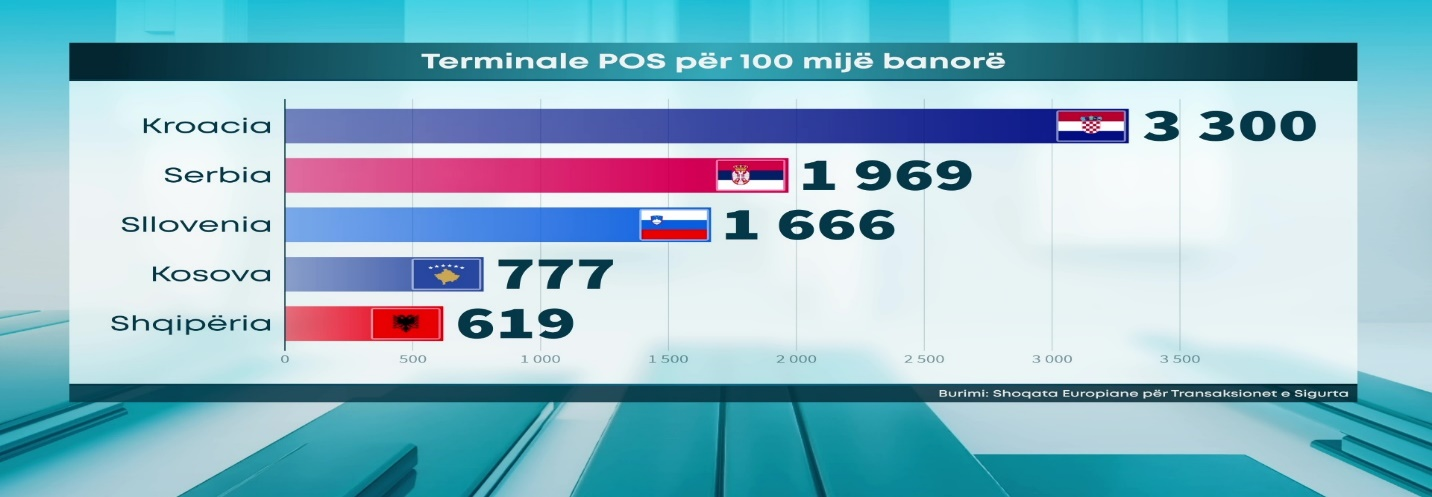 Terminale POS për 100 mijë banorë
Kroacia 3 300
Serbia 1 969
Sllovenia 1 666
Kosova 777
Shqipëria 619
0 500 1 000 1 500 2 000 2 500 3 000 3 500
Burimi: Shoqata Europiane për Transaksionet e Sigurta